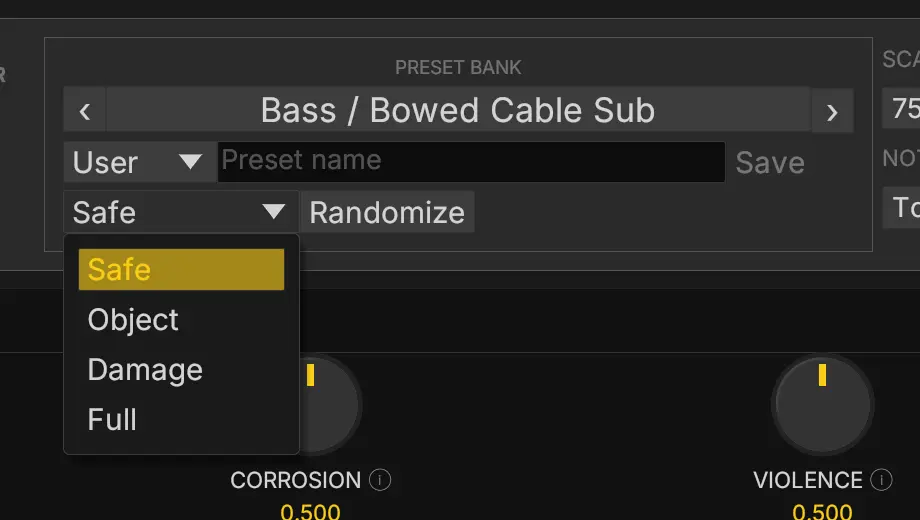 PRESET BANK
‹ Bass / Bowed Cable Sub ›
User Preset name Save
Safe Randomize
Safe
Object
Damage
Full
CORROSION
VIOLENCE
0.500
0.500
75